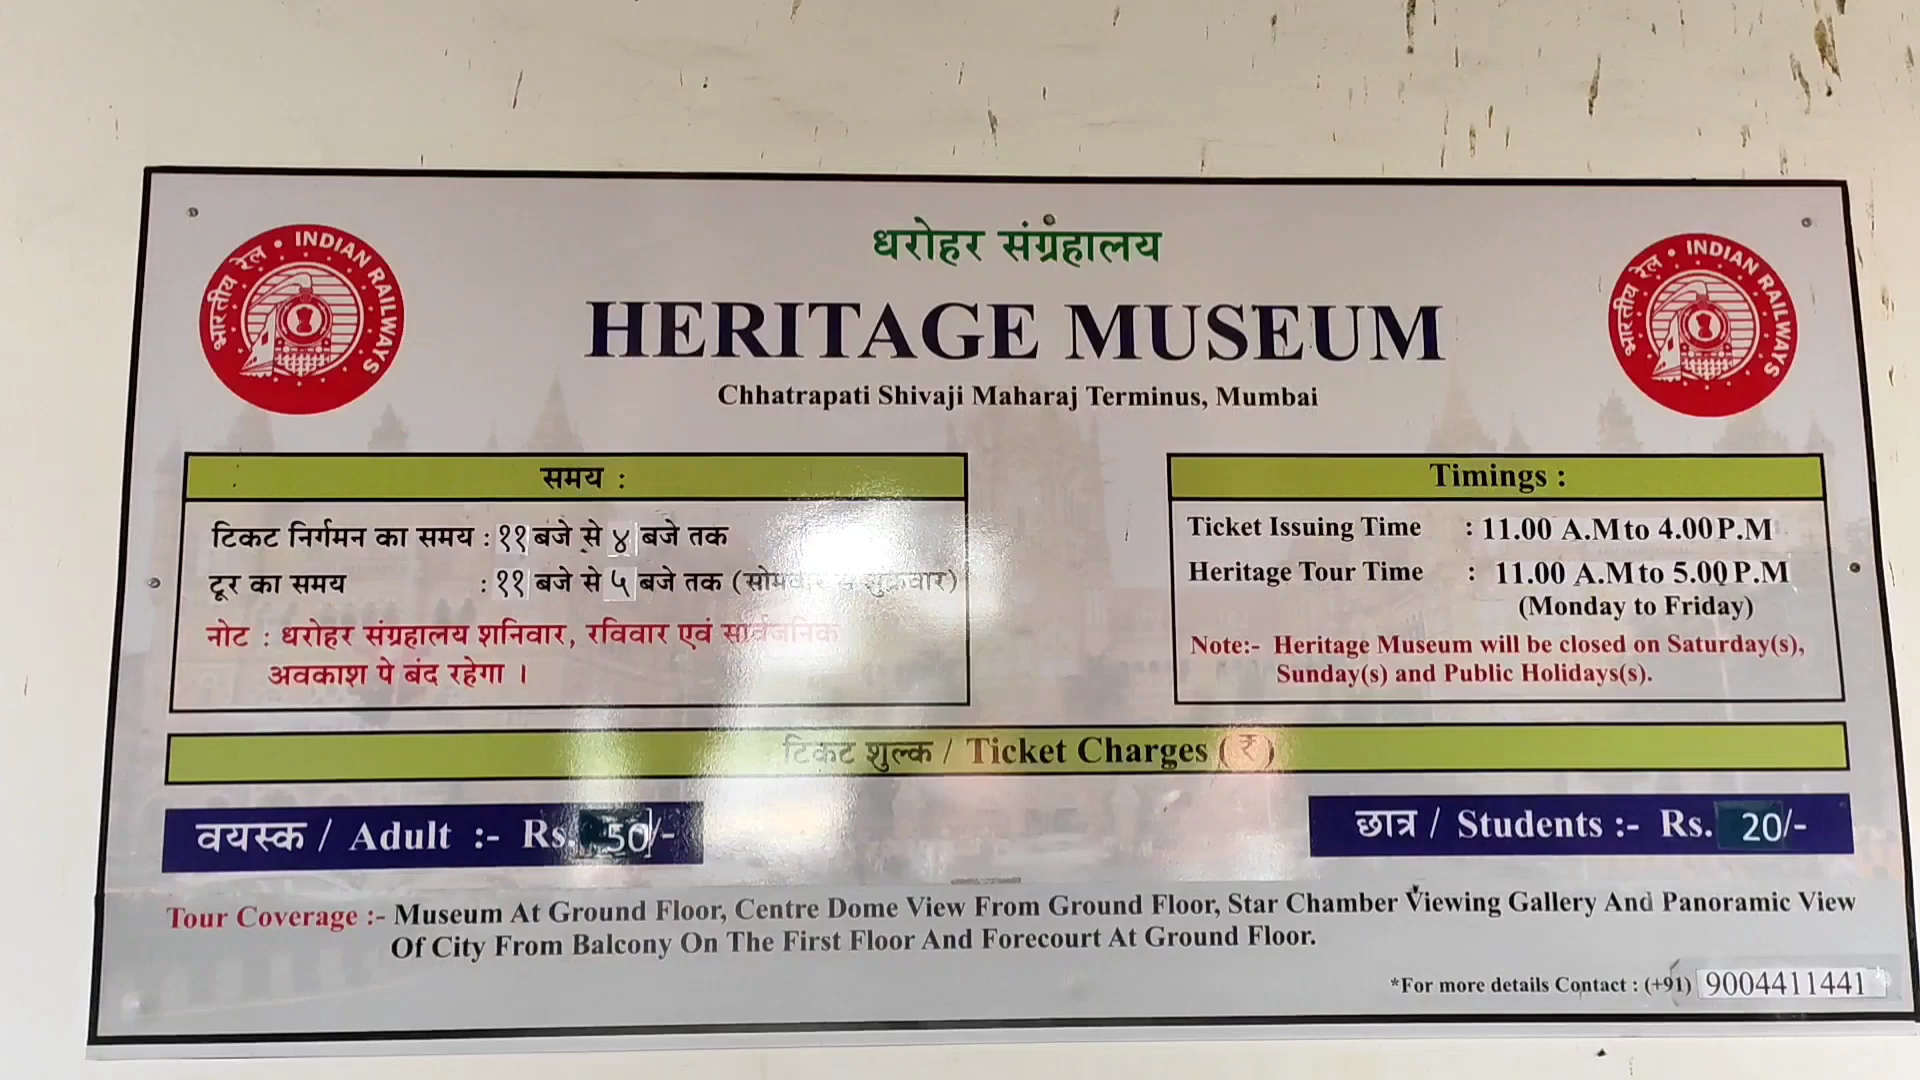 धरोहर संग्रहालय
HERITAGE MUSEUM
Chhatrapati Shivaji Maharaj Terminus, Mumbai
भारतीय रेल • INDIAN RAILWAYS
भारतीय रेल • INDIAN RAILWAYS
समय :
टिकट निर्गमन का समय : ११ बजे से ४ बजे तक
टूर का समय : ११ बजे से ५ बजे तक (सोमवार से शुक्रवार)
नोट : धरोहर संग्रहालय शनिवार, रविवार एवं सार्वजनिक
अवकाश पे बंद रहेगा ।
Timings :
Ticket Issuing Time : 11.00 A.M to 4.00 P.M
Heritage Tour Time : 11.00 A.M to 5.00 P.M
(Monday to Friday)
Note:- Heritage Museum will be closed on Saturday(s),
Sunday(s) and Public Holidays(s).
टिकट शुल्क / Ticket Charges (₹)
वयस्क / Adult :- Rs. 50/-
छात्र / Students :- Rs. 20/-
Tour Coverage :- Museum At Ground Floor, Centre Dome View From Ground Floor, Star Chamber Viewing Gallery And Panoramic View
Of City From Balcony On The First Floor And Forecourt At Ground Floor.
*For more details Contact : (+91) 9004411441